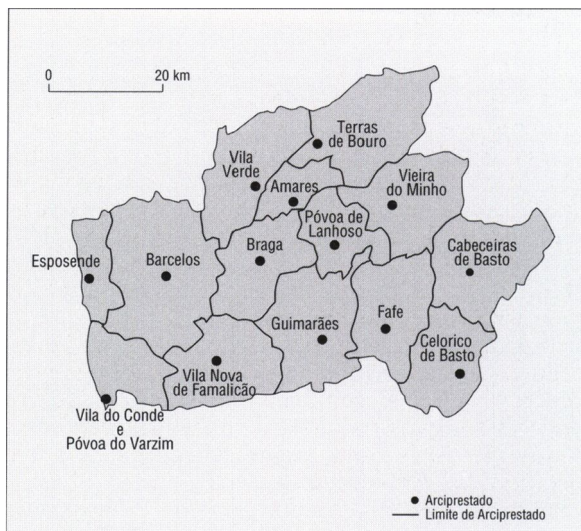 0 20 km
Terras
de Bouro
Vila
Verde
Amares
Vieira
do Minho
Póvoa de
Lanhoso
Esposende
Barcelos
Braga
Cabeceiras
de Basto
Guimarães
Fafe
Celorico
de Basto
Vila Nova
de Famalicão
Vila do Conde
e
Póvoa do Varzim
Arciprestado
Limite de Arciprestado